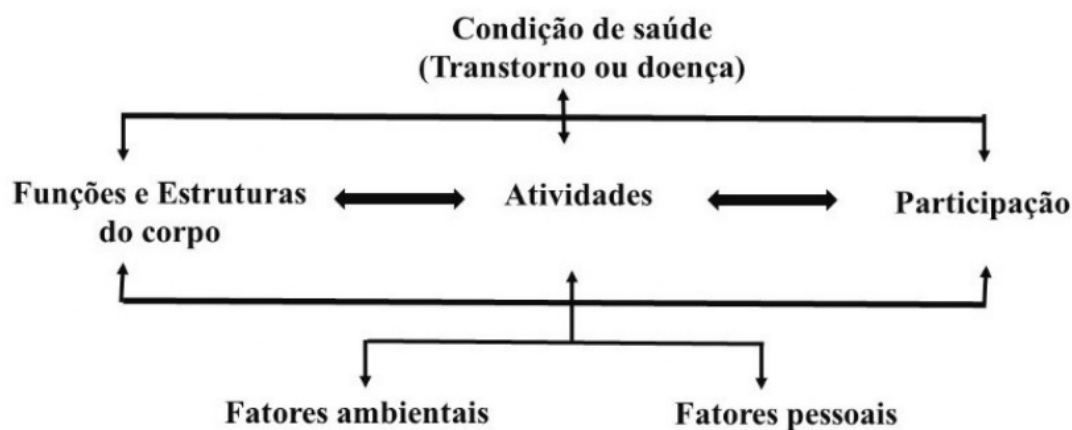 Condição de saúde
(Transtorno ou doença)
Funções e Estruturas
do corpo
Atividades
Participação
Fatores ambientais
Fatores pessoais